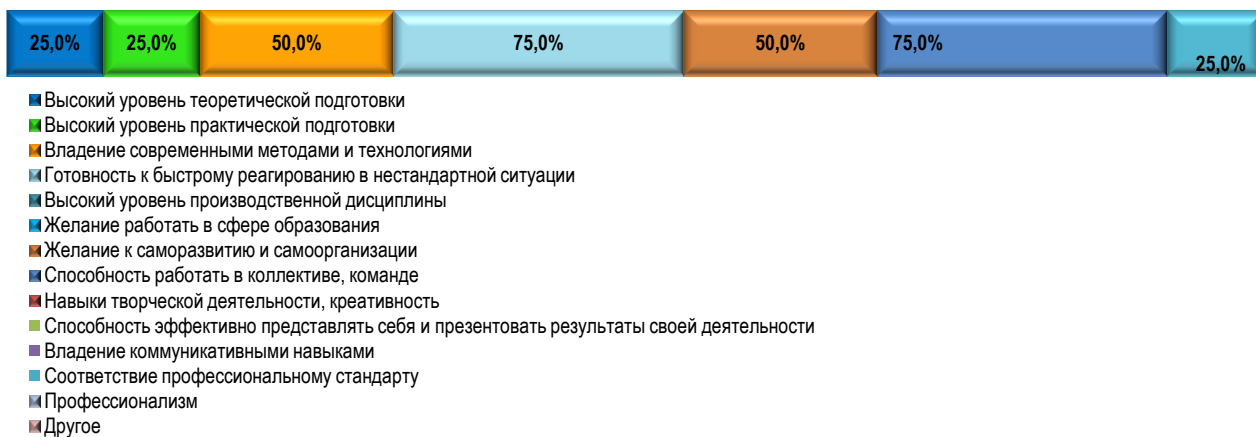 25,0% 25,0% 50,0% 75,0% 50,0% 75,0% 25,0%
Высокий уровень теоретической подготовки
Высокий уровень практической подготовки
Владение современными методами и технологиями
Готовность к быстрому реагированию в нестандартной ситуации
Высокий уровень производственной дисциплины
Желание работать в сфере образования
Желание к саморазвитию и самоорганизации
Способность работать в коллективе, команде
Навыки творческой деятельности, креативность
Способность эффективно представлять себя и презентовать результаты своей деятельности
Владение коммуникативными навыками
Соответствие профессиональному стандарту
Профессионализм
Другое